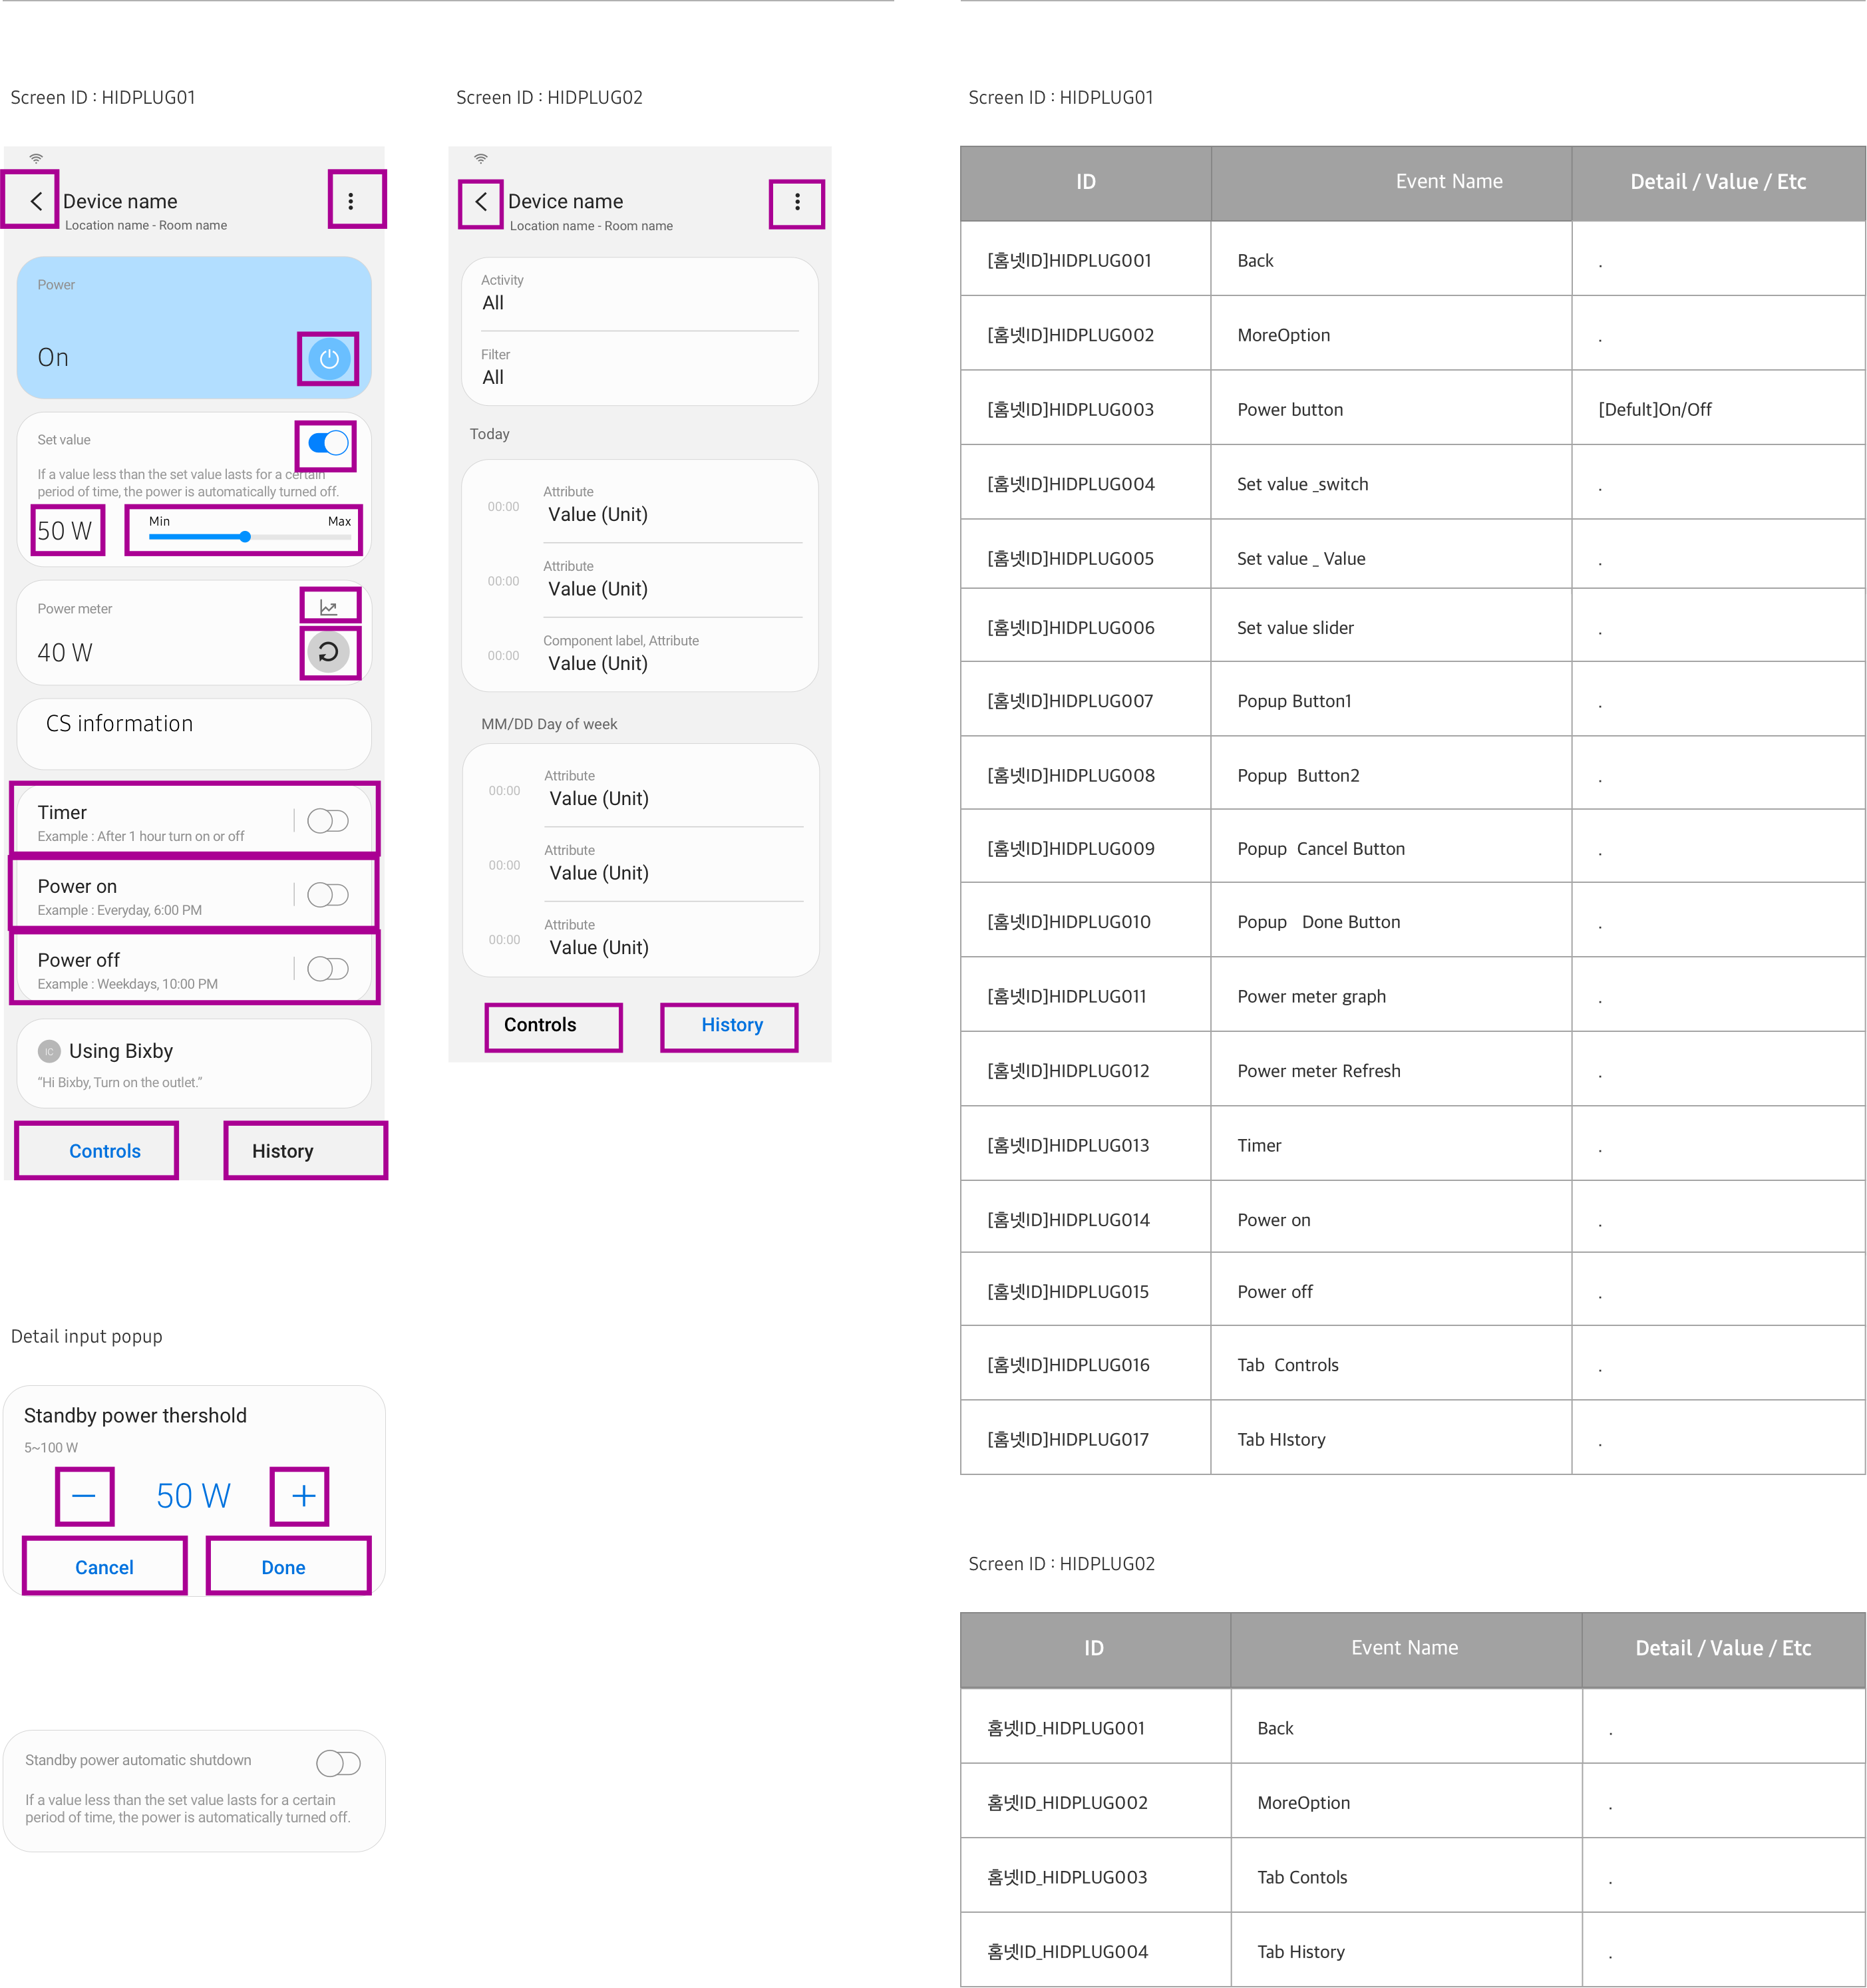 Screen ID : HIDPLUG01
Device name
Location name - Room name
Power
On
Set value
If a value less than the set value lasts for a certain
period of time, the power is automatically turned off.
50 W
Min
Max
Power meter
40 W
CS information
Timer
Example : After 1 hour turn on or off
Power on
Example : Everyday, 6:00 PM
Power off
Example : Weekdays, 10:00 PM
IC
Using Bixby
“Hi Bixby, Turn on the outlet.”
Controls
History
Detail input popup
Standby power thershold
5~100 W
50 W
Cancel
Done
Standby power automatic shutdown
If a value less than the set value lasts for a certain
period of time, the power is automatically turned off.
Screen ID : HIDPLUG02
Device name
Location name - Room name
Activity
All
Filter
All
Today
Attribute
00:00 Value (Unit)
Attribute
00:00 Value (Unit)
Component label, Attribute
00:00 Value (Unit)
MM/DD Day of week
Attribute
00:00 Value (Unit)
Attribute
00:00 Value (Unit)
Attribute
00:00 Value (Unit)
Controls
History
Screen ID : HIDPLUG01
ID Event Name Detail / Value / Etc
[홈넷ID]HIDPLUG001 Back .
[홈넷ID]HIDPLUG002 MoreOption .
[홈넷ID]HIDPLUG003 Power button [Defult]On/Off
[홈넷ID]HIDPLUG004 Set value _switch .
[홈넷ID]HIDPLUG005 Set value _ Value .
[홈넷ID]HIDPLUG006 Set value slider .
[홈넷ID]HIDPLUG007 Popup Button1 .
[홈넷ID]HIDPLUG008 Popup Button2 .
[홈넷ID]HIDPLUG009 Popup Cancel Button .
[홈넷ID]HIDPLUG010 Popup Done Button .
[홈넷ID]HIDPLUG011 Power meter graph .
[홈넷ID]HIDPLUG012 Power meter Refresh .
[홈넷ID]HIDPLUG013 Timer .
[홈넷ID]HIDPLUG014 Power on .
[홈넷ID]HIDPLUG015 Power off .
[홈넷ID]HIDPLUG016 Tab Controls .
[홈넷ID]HIDPLUG017 Tab HIstory .
Screen ID : HIDPLUG02
ID Event Name Detail / Value / Etc
홈넷ID_HIDPLUG001 Back .
홈넷ID_HIDPLUG002 MoreOption .
홈넷ID_HIDPLUG003 Tab Contols .
홈넷ID_HIDPLUG004 Tab History .